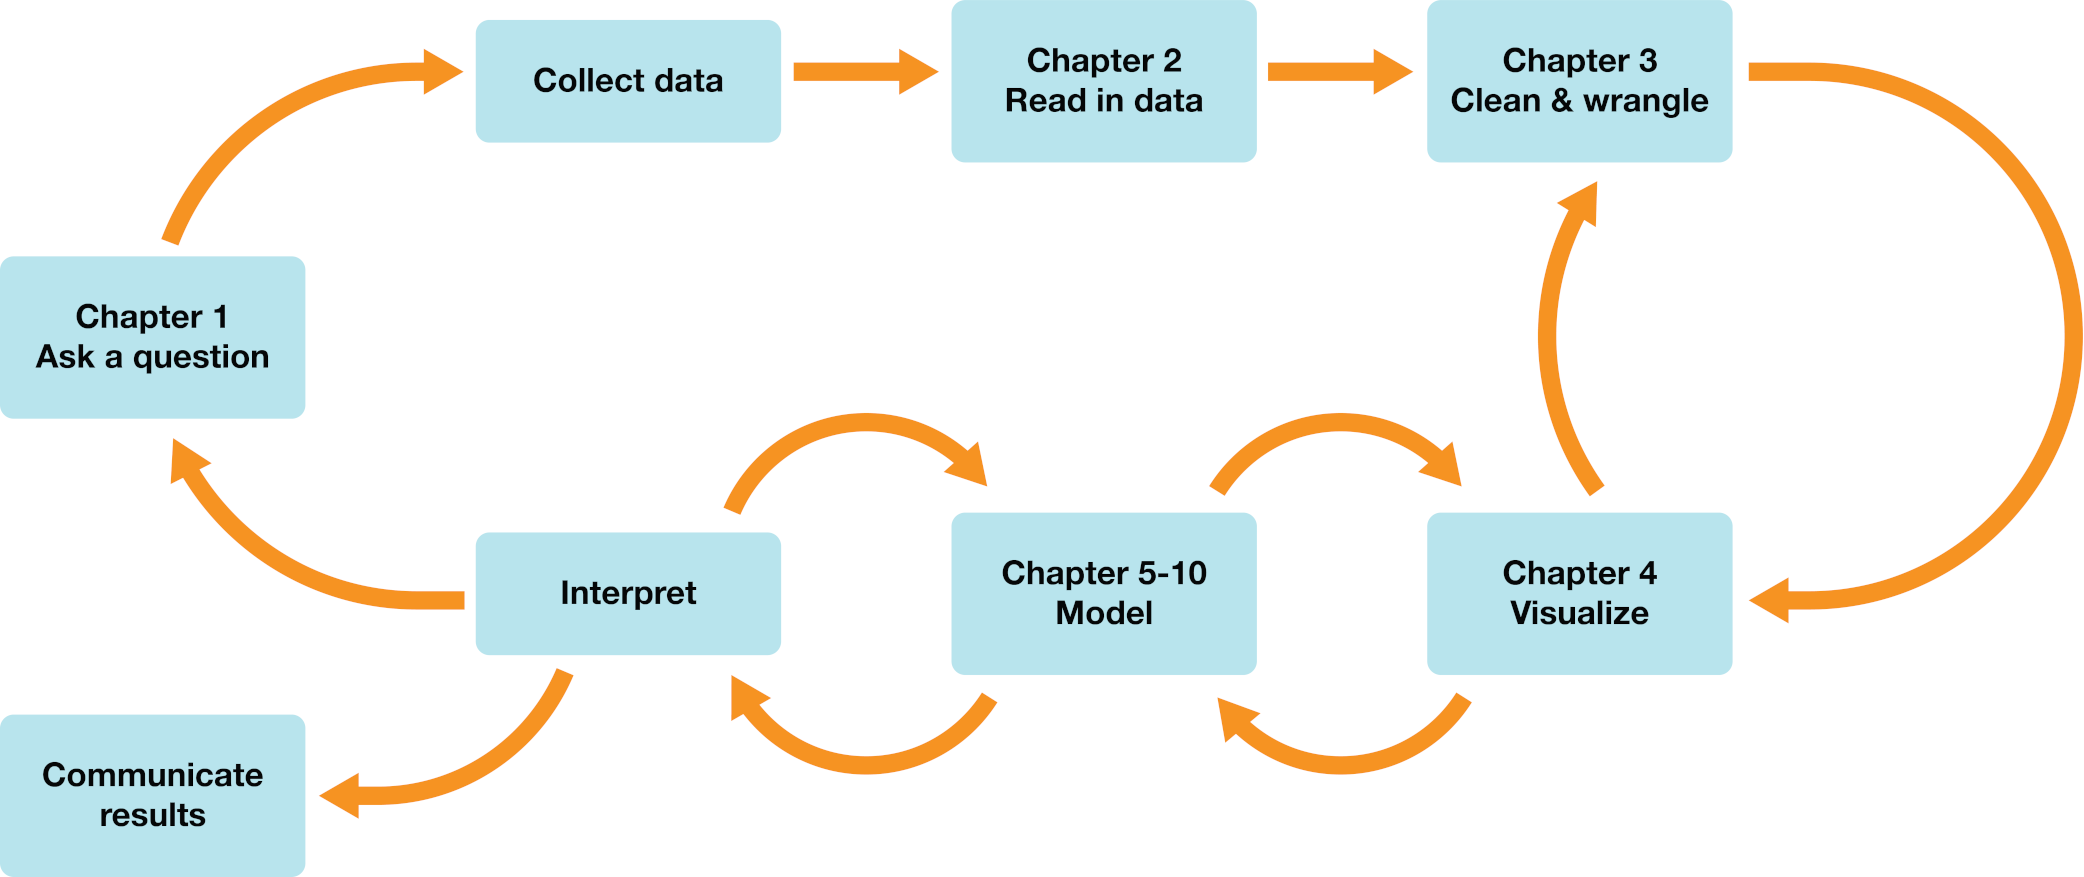 Collect data
Chapter 2
Read in data
Chapter 3
Clean & wrangle
Chapter 1
Ask a question
Interpret
Chapter 5-10
Model
Chapter 4
Visualize
Communicate
results